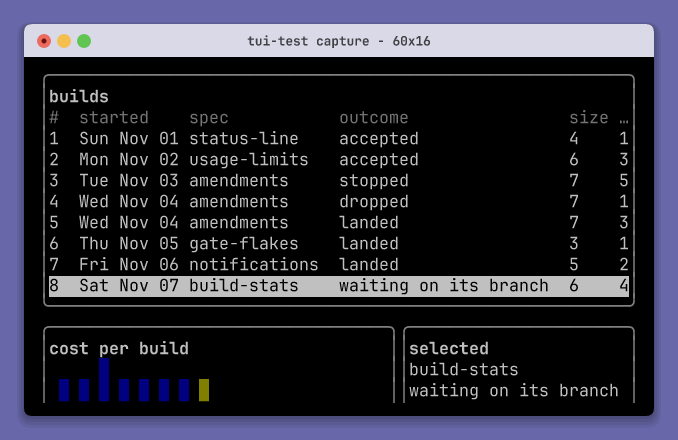 tui-test capture - 60x16
builds
# started spec outcome size …
1 Sun Nov 01 status-line accepted 4 1
2 Mon Nov 02 usage-limits accepted 6 3
3 Tue Nov 03 amendments stopped 7 5
4 Wed Nov 04 amendments dropped 7 1
5 Wed Nov 04 amendments landed 7 3
6 Thu Nov 05 gate-flakes landed 3 1
7 Fri Nov 06 notifications landed 5 2
8 Sat Nov 07 build-stats waiting on its branch 6 4
cost per build
selected
build-stats
waiting on its branch